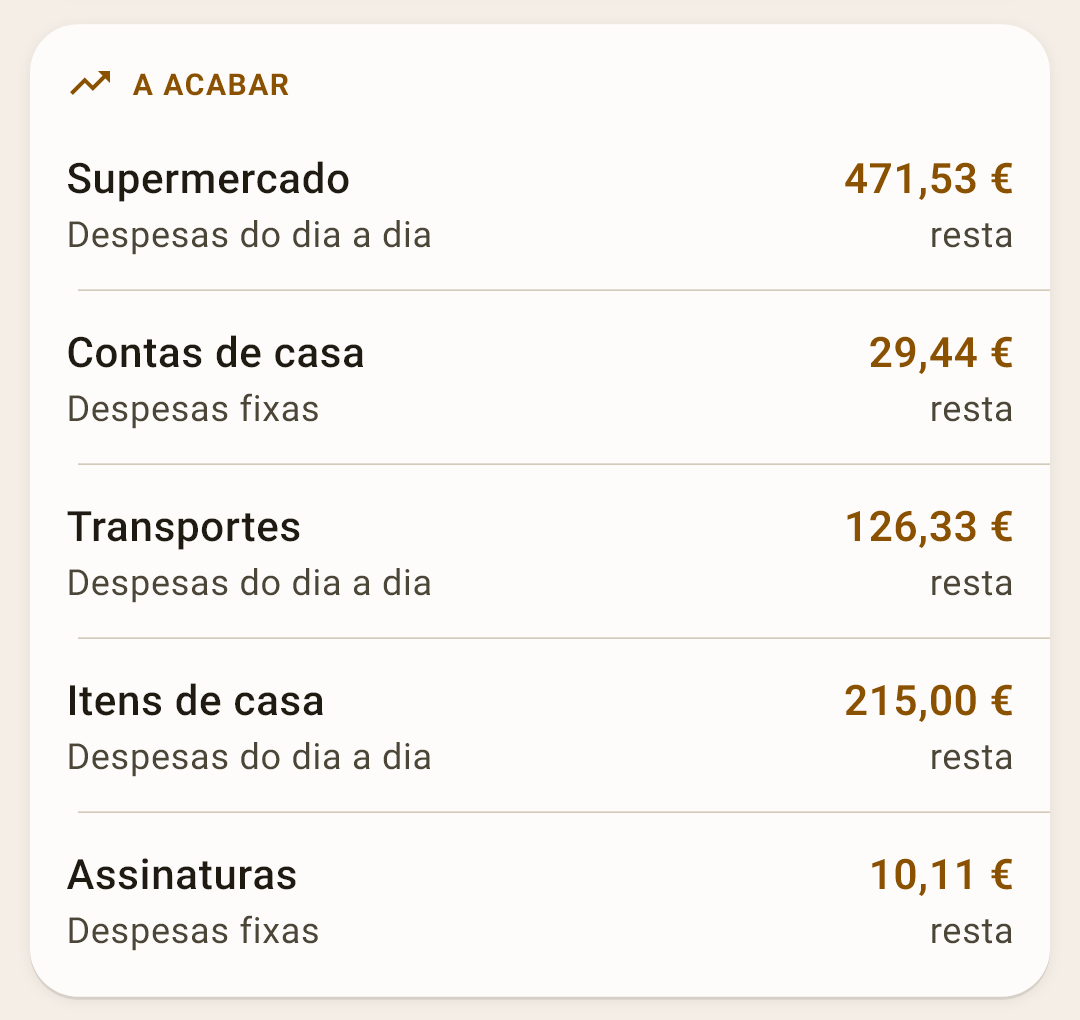 A ACABAR
Supermercado 471,53 €
Despesas do dia a dia resta
Contas de casa 29,44 €
Despesas fixas resta
Transportes 126,33 €
Despesas do dia a dia resta
Itens de casa 215,00 €
Despesas do dia a dia resta
Assinaturas 10,11 €
Despesas fixas resta